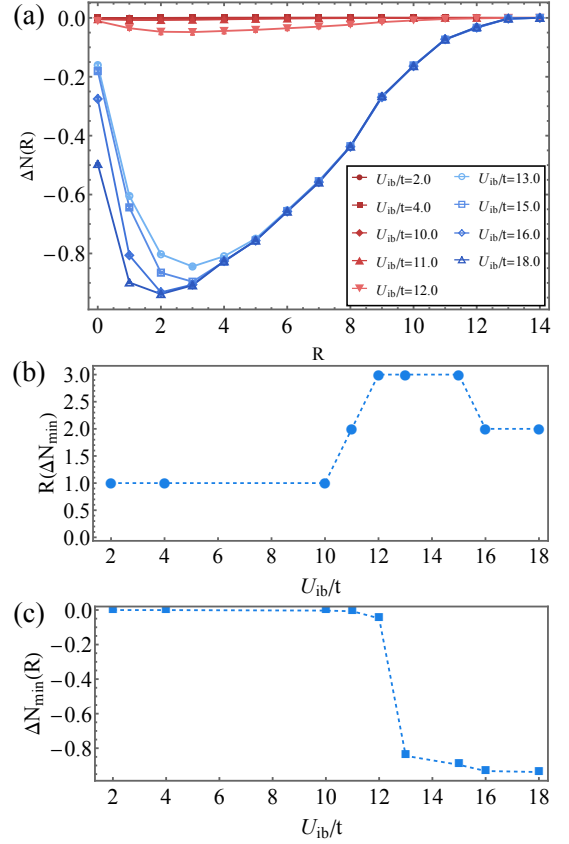 (a)
0.0
−0.2
−0.4
−0.6
−0.8
ΔN(R)
U_ib/t=2.0
U_ib/t=4.0
U_ib/t=10.0
U_ib/t=11.0
U_ib/t=12.0
U_ib/t=13.0
U_ib/t=15.0
U_ib/t=16.0
U_ib/t=18.0
0 2 4 6 8 10 12 14
R
(b)
3.0
2.5
2.0
1.5
1.0
0.5
0.0
R(ΔN_min)
2 4 6 8 10 12 14 16 18
U_ib/t
(c)
0.0
−0.2
−0.4
−0.6
−0.8
ΔN_min(R)
2 4 6 8 10 12 14 16 18
U_ib/t